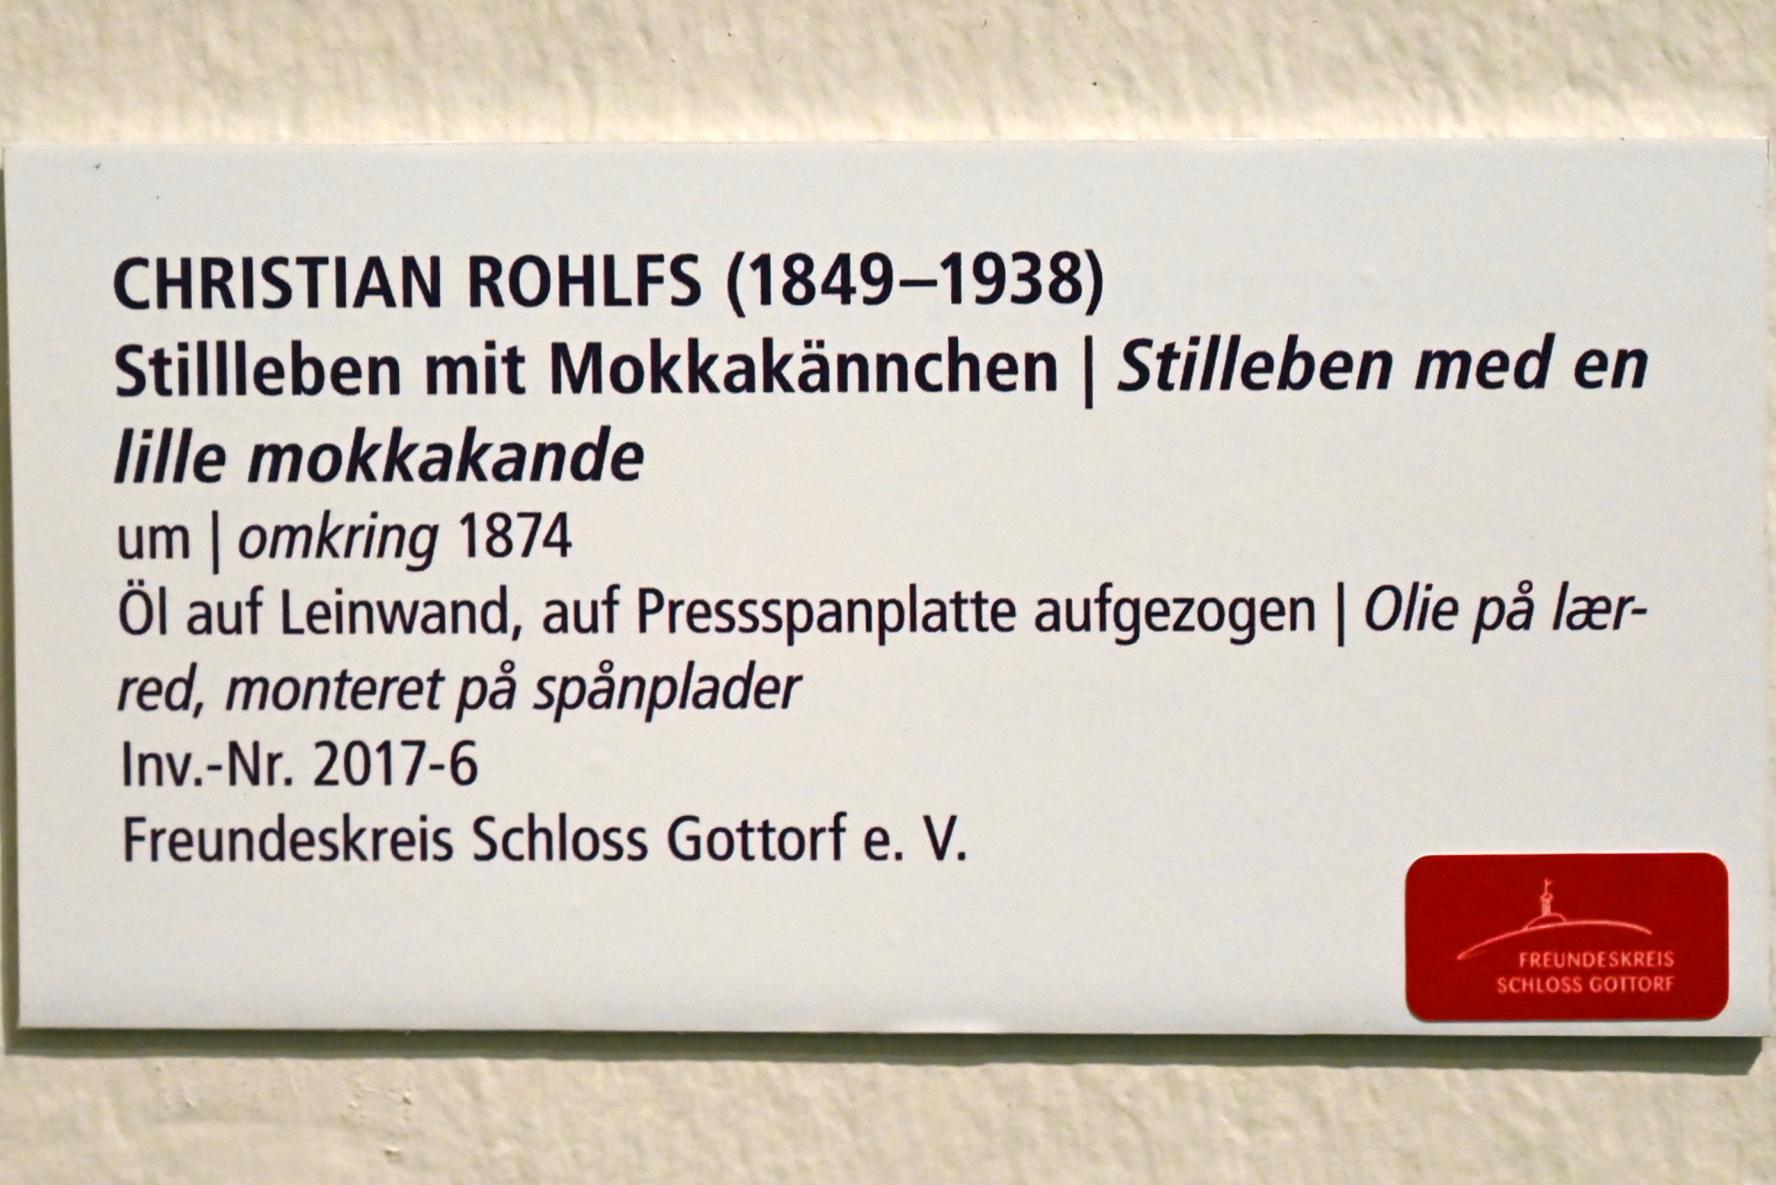 CHRISTIAN ROHLFS (1849–1938)
Stillleben mit Mokkakännchen | Stilleben med en
lille mokkakande
um | omkring 1874
Öl auf Leinwand, auf Pressspanplatte aufgezogen | Olie på lær-
red, monteret på spånplader
Inv.-Nr. 2017-6
Freundeskreis Schloss Gottorf e. V.
FREUNDESKREIS
SCHLOSS GOTTORF